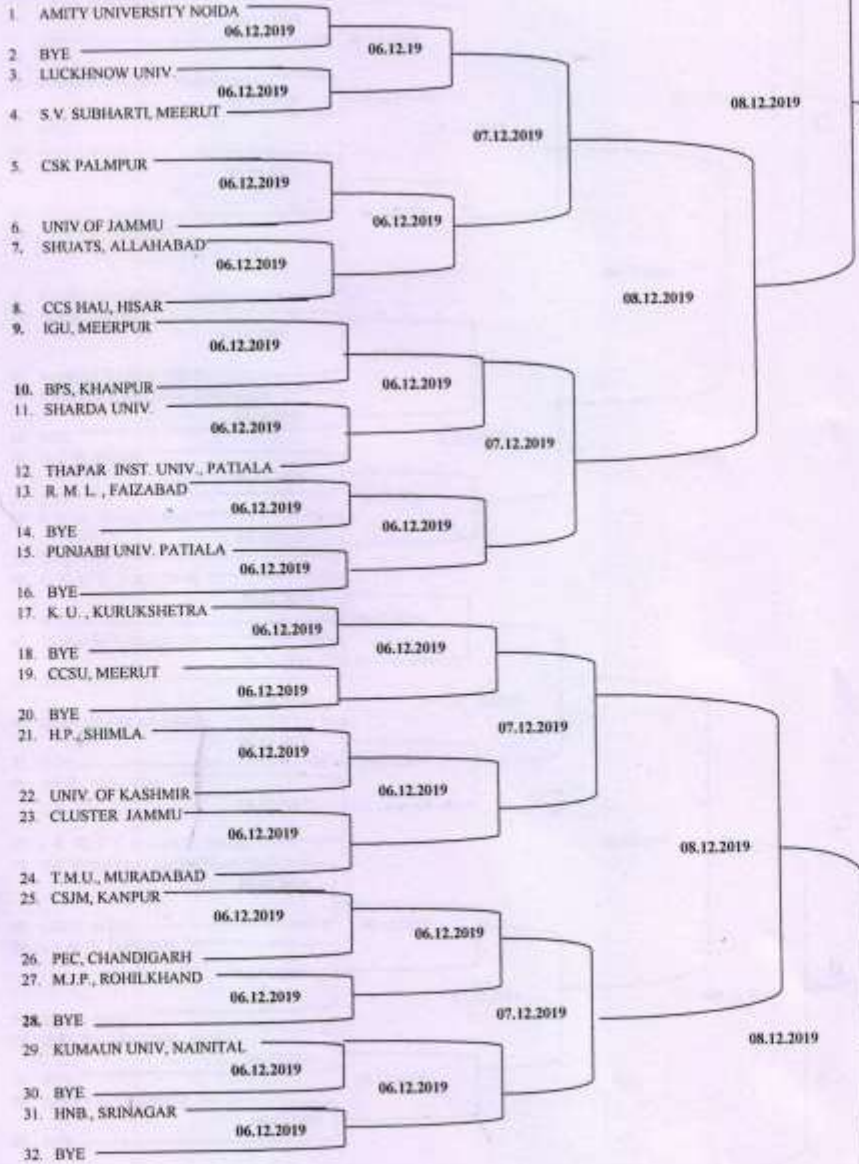 1. AMITY UNIVERSITY NOIDA
06.12.2019
06.12.19
2. BYE
3. LUCKHNOW UNIV.
06.12.2019
08.12.2019
4. S.V. SUBHARTI, MEERUT
07.12.2019
5. CSK PALMPUR
06.12.2019
06.12.2019
6. UNIV.OF JAMMU
7. SHUATS, ALLAHABAD
06.12.2019
08.12.2019
8. CCS HAU, HISAR
9. IGU, MEERPUR
06.12.2019
06.12.2019
10. BPS, KHANPUR
11. SHARDA UNIV.
06.12.2019
07.12.2019
12. THAPAR INST. UNIV., PATIALA
13. R. M. L. , FAIZABAD
06.12.2019
06.12.2019
14. BYE
15. PUNJABI UNIV. PATIALA
06.12.2019
16. BYE
17. K. U. , KURUKSHETRA
06.12.2019
06.12.2019
18. BYE
19. CCSU, MEERUT
06.12.2019
20. BYE
07.12.2019
21. H.P. ,SHIMLA.
06.12.2019
06.12.2019
22. UNIV. OF KASHMIR
23. CLUSTER JAMMU
06.12.2019
08.12.2019
24. T.M.U., MURADABAD
25. CSJM, KANPUR
06.12.2019
06.12.2019
26. PEC, CHANDIGARH
27. M.J.P., ROHILKHAND
06.12.2019
07.12.2019
28. BYE
08.12.2019
29. KUMAUN UNIV, NAINITAL
06.12.2019
06.12.2019
30. BYE
31. HNB., SRINAGAR
06.12.2019
32. BYE